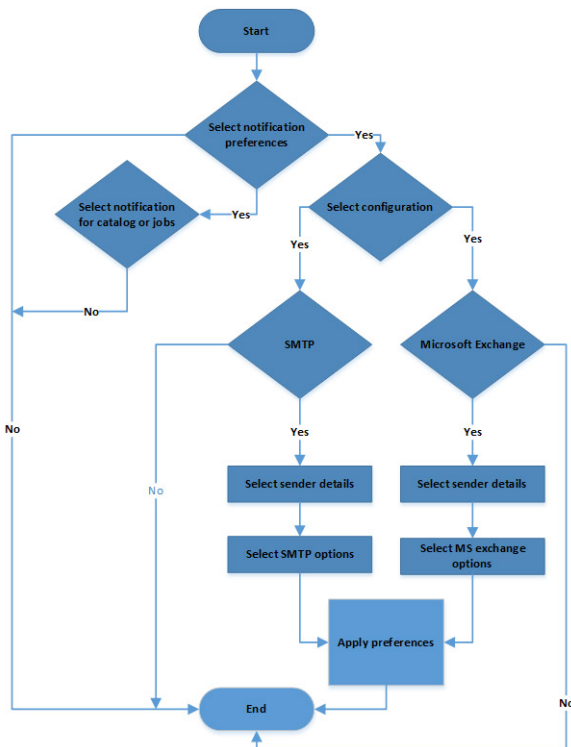 Start
Select notification
preferences
Yes
Select notification
for catalog or jobs
Yes
Select configuration
Yes
Yes
No
SMTP
Microsoft Exchange
No
Yes
Yes
No
Select sender details
Select sender details
Select SMTP options
Select MS exchange
options
Apply preferences
End
No